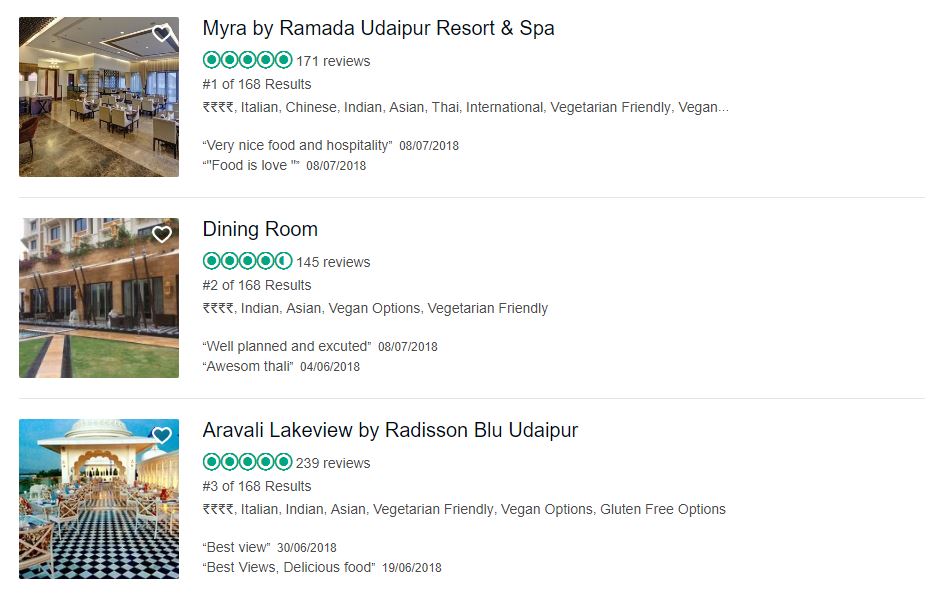 Myra by Ramada Udaipur Resort & Spa
171 reviews
#1 of 168 Results
₹₹₹₹, Italian, Chinese, Indian, Asian, Thai, International, Vegetarian Friendly, Vegan...
“Very nice food and hospitality” 08/07/2018
“"Food is love "” 08/07/2018
Dining Room
145 reviews
#2 of 168 Results
₹₹₹₹, Indian, Asian, Vegan Options, Vegetarian Friendly
“Well planned and excuted” 08/07/2018
“Awesom thali” 04/06/2018
Aravali Lakeview by Radisson Blu Udaipur
239 reviews
#3 of 168 Results
₹₹₹₹, Italian, Indian, Asian, Vegetarian Friendly, Vegan Options, Gluten Free Options
“Best view” 30/06/2018
“Best Views, Delicious food” 19/06/2018